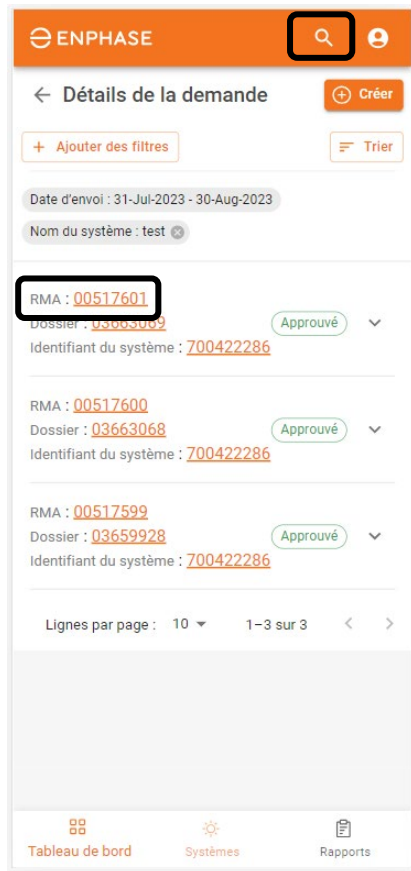 ENPHASE
Détails de la demande
Créer
Ajouter des filtres
Trier
Date d'envoi : 31-Jul-2023 - 30-Aug-2023
Nom du système : test
RMA : 00517601
Dossier : 03663069
Approuvé
Identifiant du système : 700422286
RMA : 00517600
Dossier : 03663068
Approuvé
Identifiant du système : 700422286
RMA : 00517599
Dossier : 03659928
Approuvé
Identifiant du système : 700422286
Lignes par page : 10 1–3 sur 3
Tableau de bord Systèmes Rapports